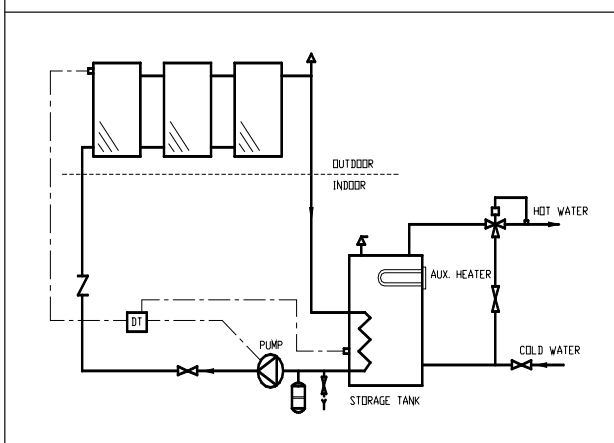 OUTDOOR
INDOOR
HOT WATER
AUX. HEATER
DT
PUMP
COLD WATER
STORAGE TANK